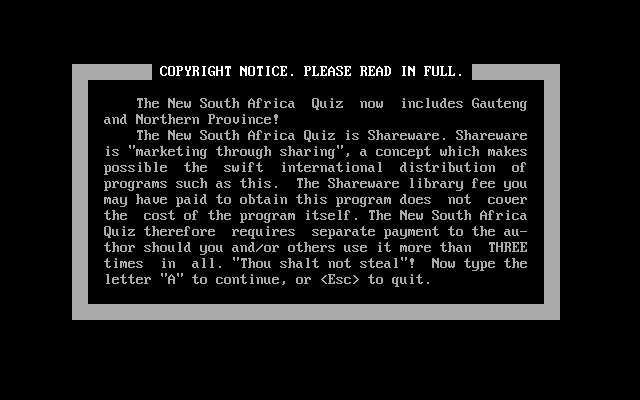 COPYRIGHT NOTICE. PLEASE READ IN FULL.
The New South Africa Quiz now includes Gauteng
and Northern Province!
The New South Africa Quiz is Shareware. Shareware
is "marketing through sharing", a concept which makes
possible the swift international distribution of
programs such as this. The Shareware library fee you
may have paid to obtain this program does not cover
the cost of the program itself. The New South Africa
Quiz therefore requires separate payment to the au-
thor should you and/or others use it more than THREE
times in all. "Thou shalt not steal"! Now type the
letter "A" to continue, or <Esc> to quit.